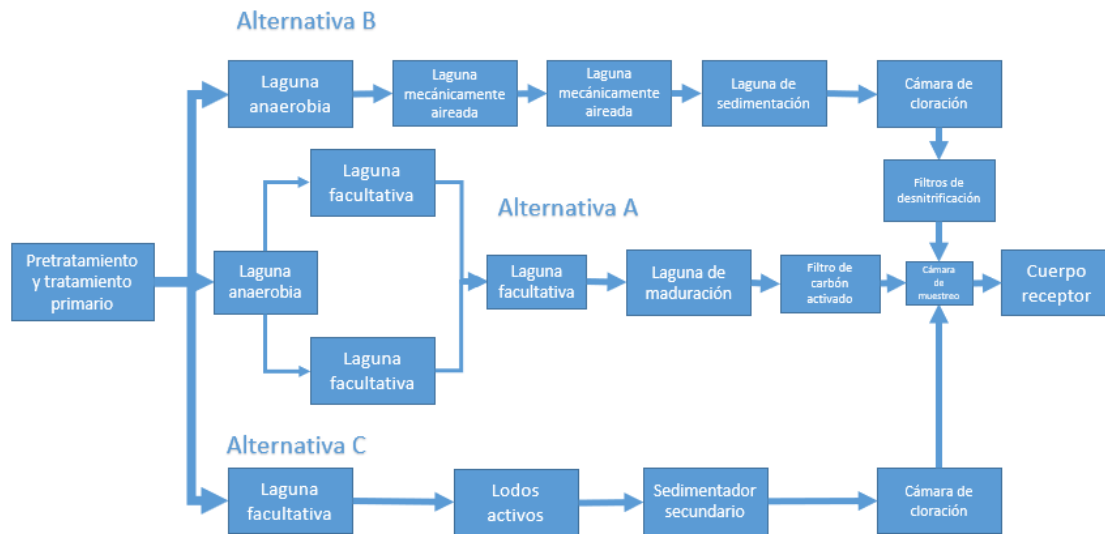 Alternativa B
Laguna
anaerobia
Laguna
mecánicamente
aireada
Laguna
mecánicamente
aireada
Laguna de
sedimentación
Cámara de
cloración
Filtros de
desnitrificación
Laguna
facultativa
Alternativa A
Pretratamiento
y tratamiento
primario
Laguna
anaerobia
Laguna
facultativa
Laguna de
maduración
Filtro de
carbón
activado
Cámara
de
muestreo
Cuerpo
receptor
Laguna
facultativa
Alternativa C
Laguna
facultativa
Lodos
activos
Sedimentador
secundario
Cámara de
cloración